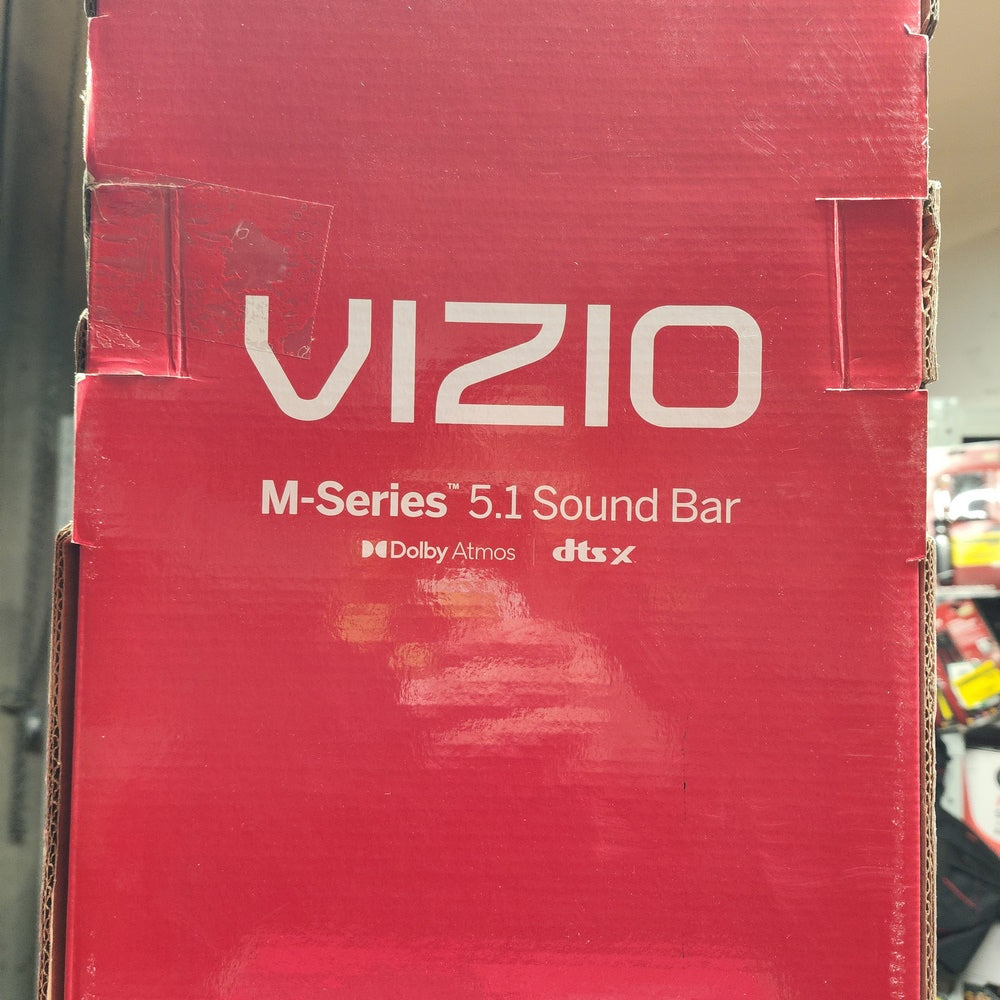 VIZIO
M-Series™ 5.1 Sound Bar
Dolby Atmos | dts x